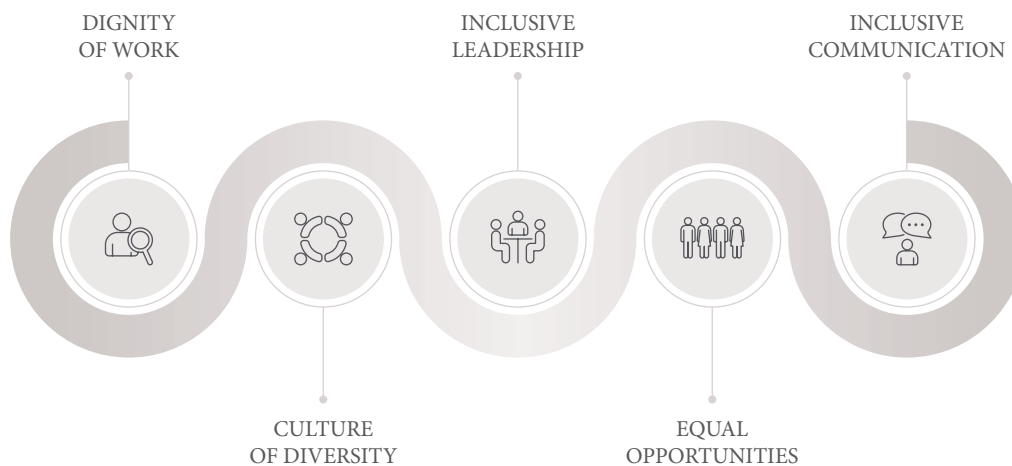 DIGNITY
OF WORK
INCLUSIVE
LEADERSHIP
INCLUSIVE
COMMUNICATION
CULTURE
OF DIVERSITY
EQUAL
OPPORTUNITIES